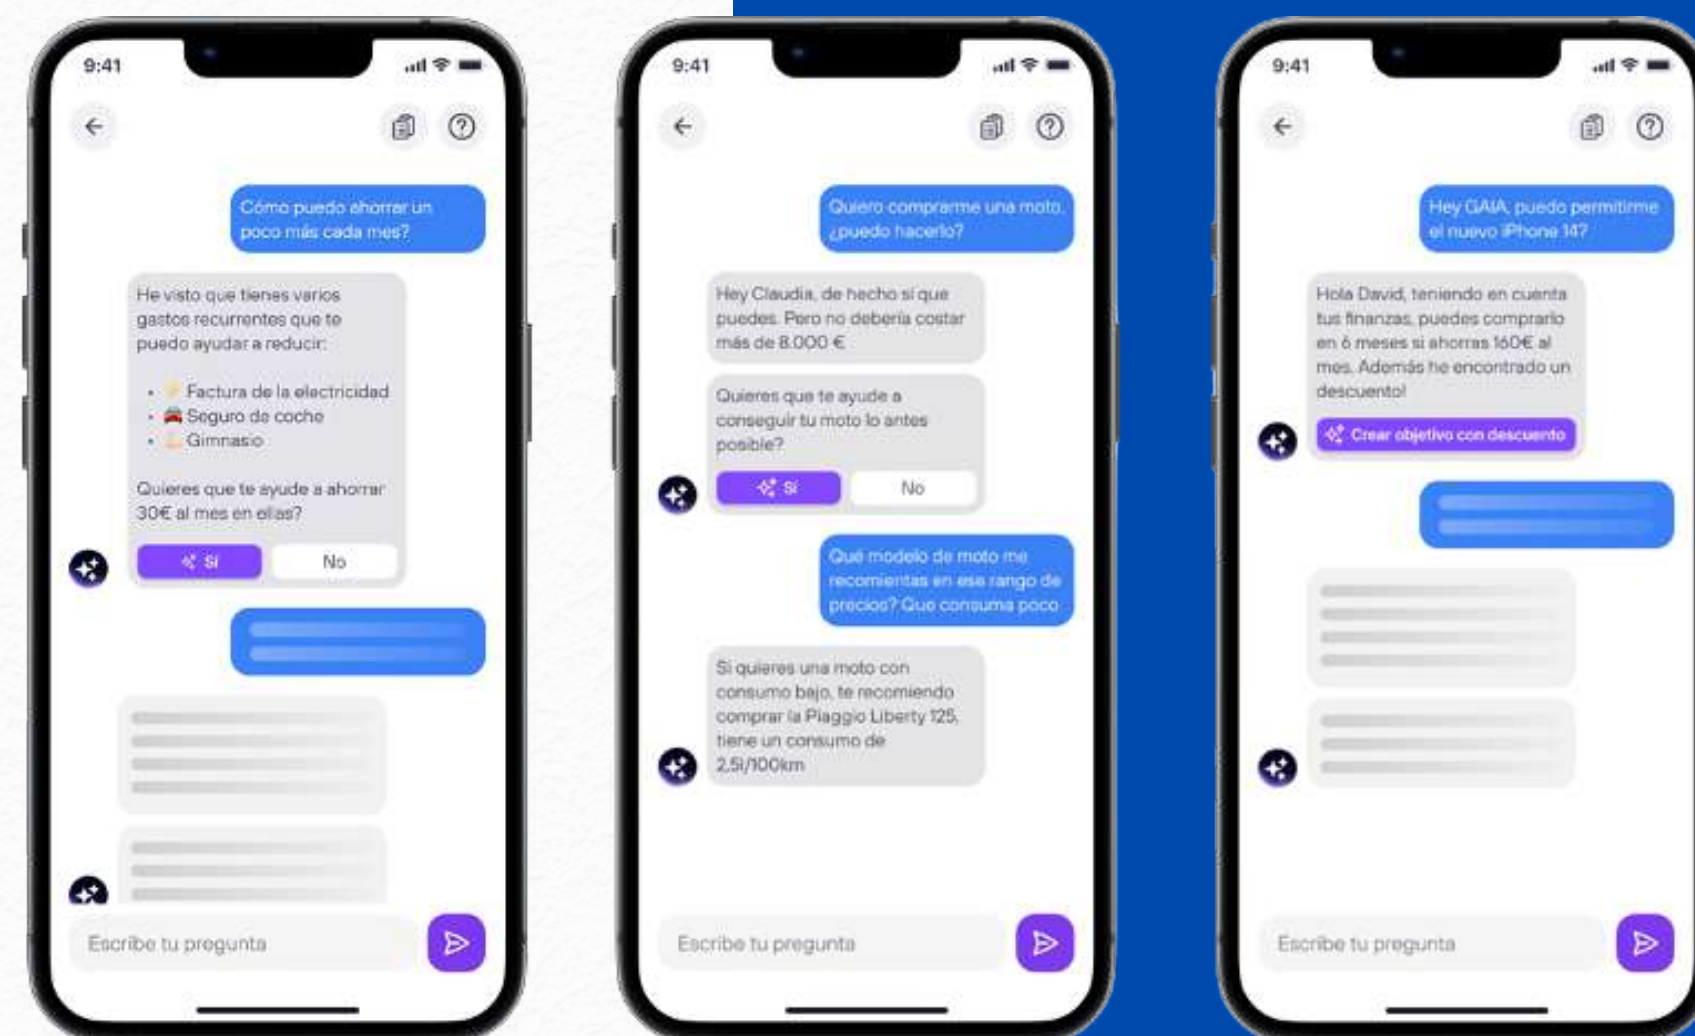 9:41
Cómo puedo ahorrar un
poco más cada mes?
He visto que tienes varios
gastos recurrentes que te
puedo ayudar a reducir:
• Factura de la electricidad
• Seguro de coche
• Gimnasio
Quieres que te ayude a ahorrar
30€ al mes en ellas?
Sí
No
Escribe tu pregunta
9:41
Quiero comprarme una moto,
¿puedo hacerlo?
Hey Claudia, de hecho sí que
puedes. Pero no debería costar
más de 8.000 €
Quieres que te ayude a
conseguir tu moto lo antes
posible?
Sí
No
Qué modelo de moto me
recomientas en ese rango de
precios? Que consuma poco
Si quieres una moto con
consumo bajo, te recomiendo
comprar la Piaggio Liberty 125,
tiene un consumo de
2,5l/100km
Escribe tu pregunta
9:41
Hey GAIA, puedo permitirme
el nuevo iPhone 14?
Hola David, teniendo en cuenta
tus finanzas, puedes comprarlo
en 6 meses si ahorras 160€ al
mes. Además he encontrado un
descuento!
Crear objetivo con descuento
Escribe tu pregunta